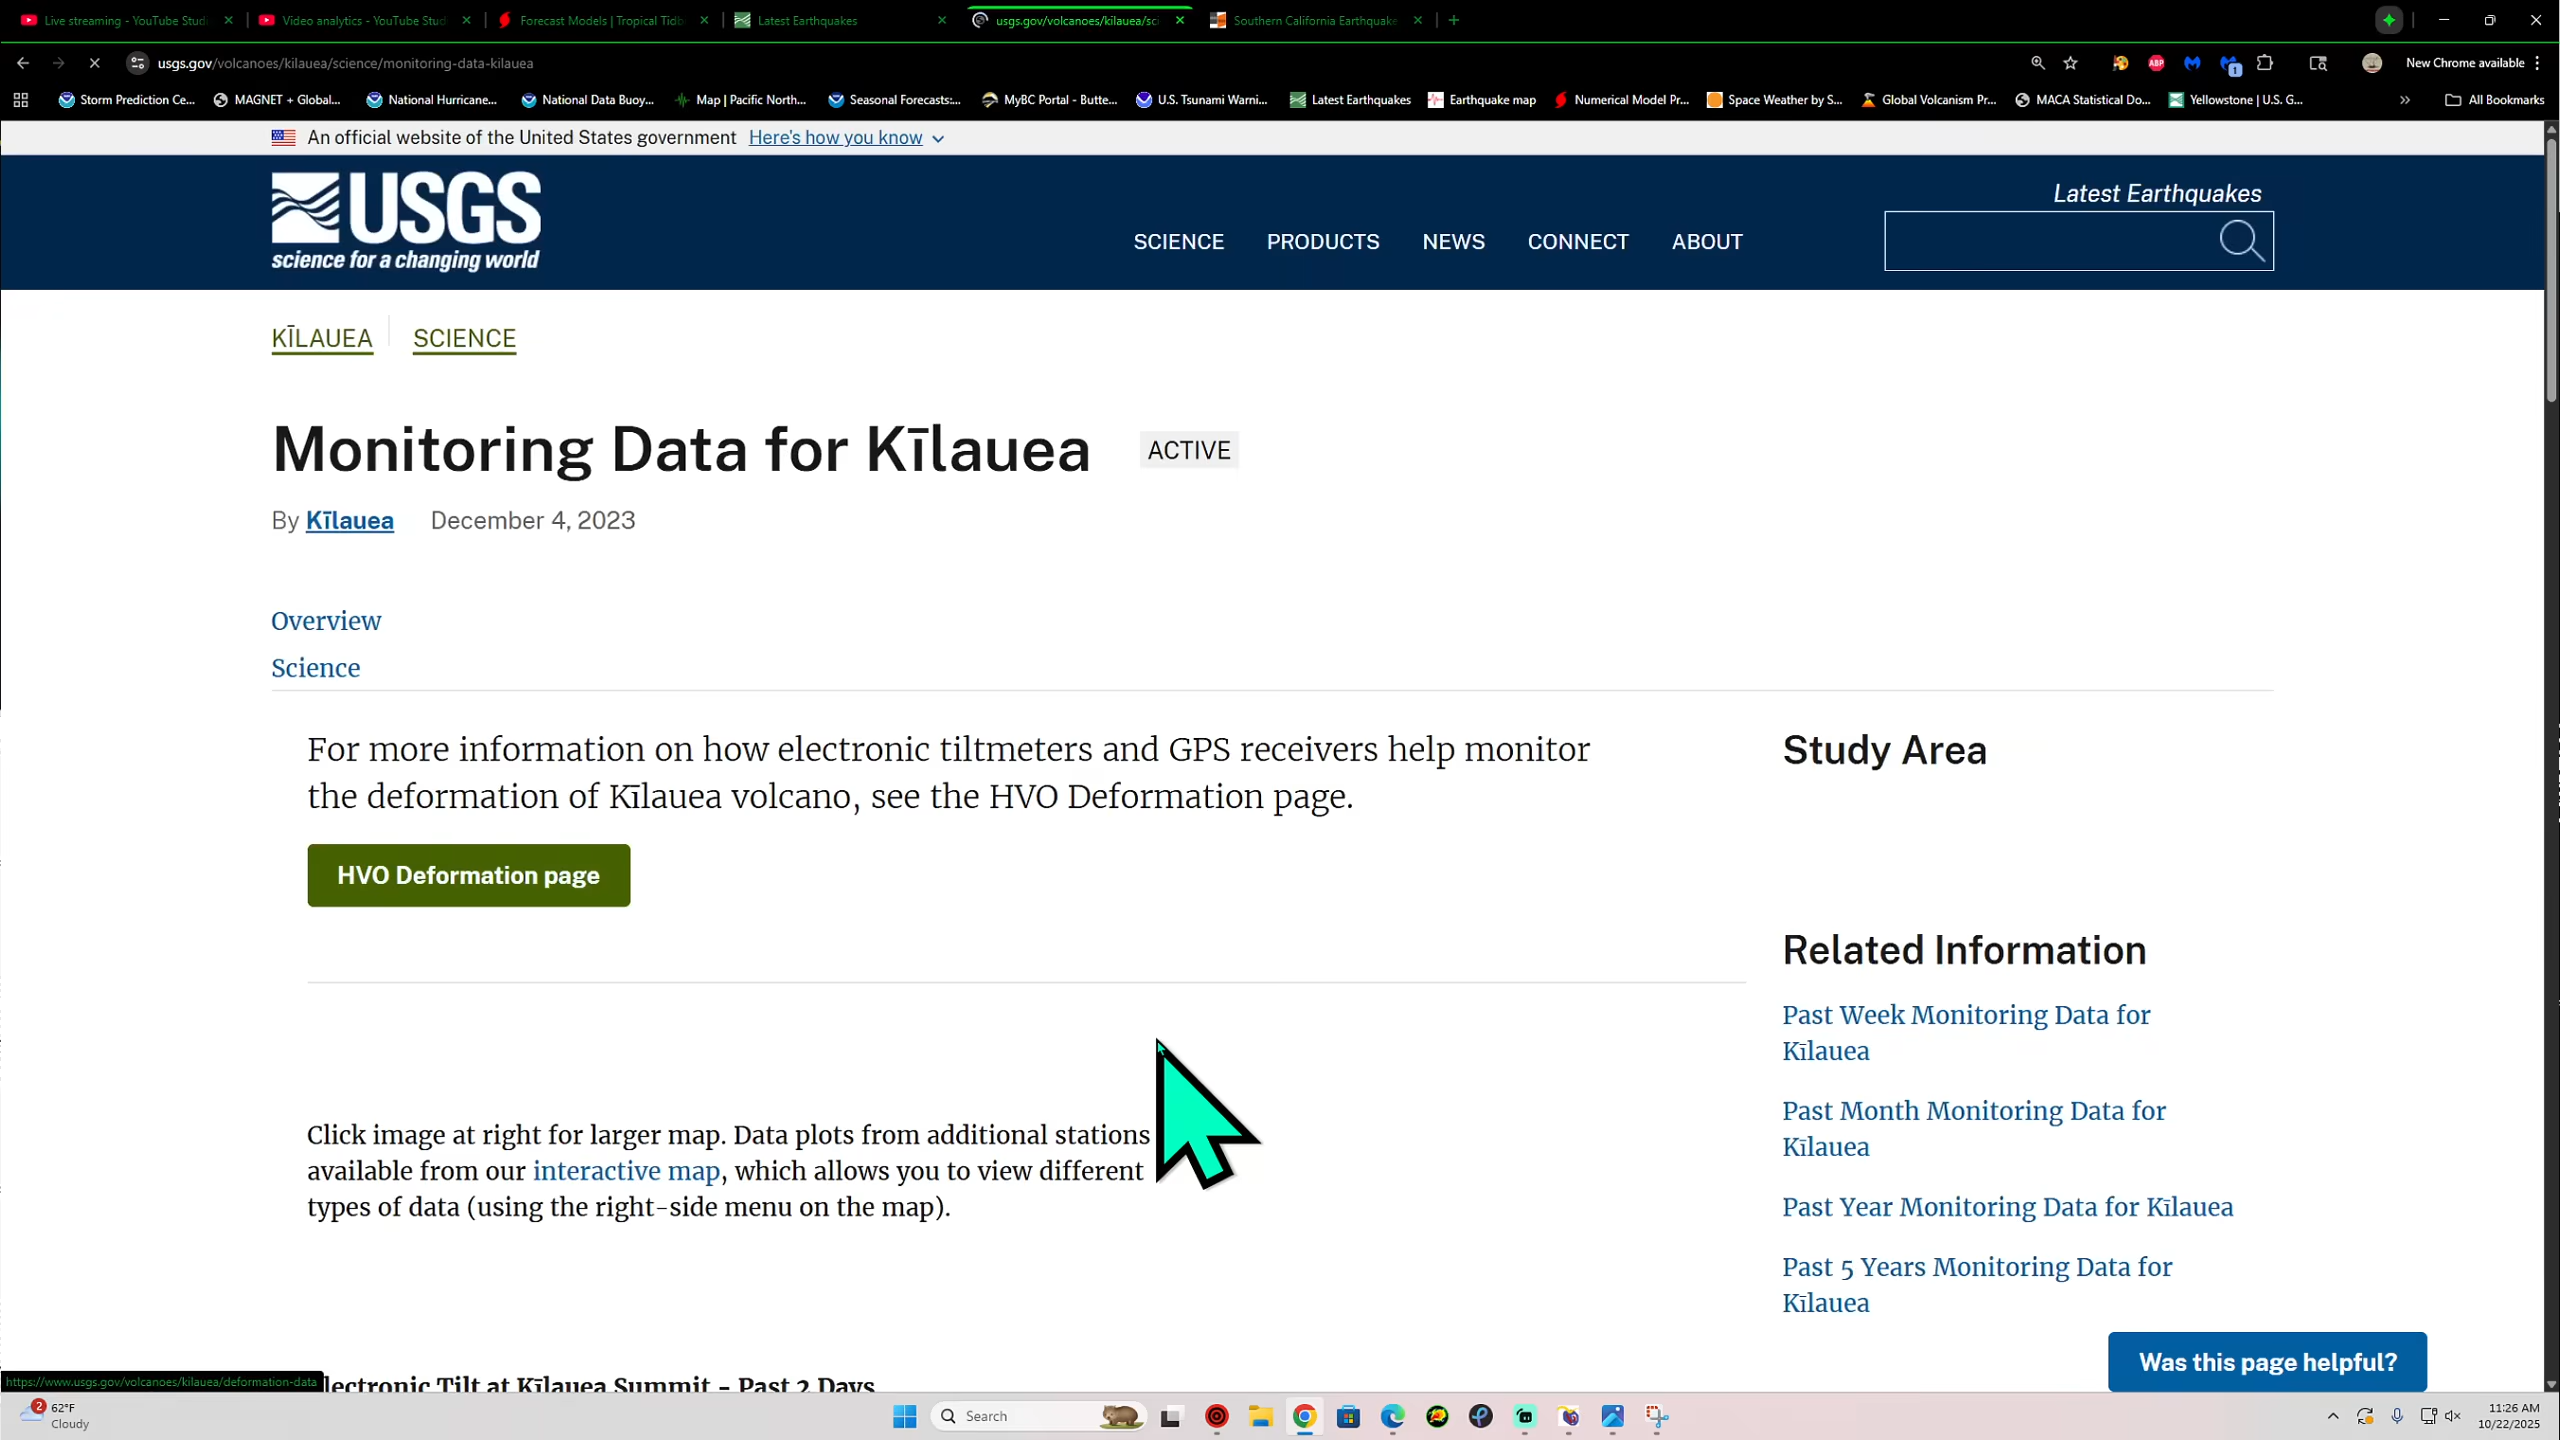 Live streaming - YouTube Studi
Video analytics - YouTube Stud
Forecast Models | Tropical Tidb
Latest Earthquakes
usgs.gov/volcanoes/kilauea/sci
Southern California Earthquake
usgs.gov/volcanoes/kilauea/science/monitoring-data-kilauea
ABP
1
New Chrome available
Storm Prediction Ce...
MAGNET + Global...
National Hurricane...
National Data Buoy...
Map | Pacific North...
Seasonal Forecasts:...
MyBC Portal - Butte...
U.S. Tsunami Warni...
Latest Earthquakes
Earthquake map
Numerical Model Pr...
Space Weather by S...
Global Volcanism Pr...
MACA Statistical Do...
Yellowstone | U.S. G...
All Bookmarks
An official website of the United States government Here's how you know
USGS
science for a changing world
SCIENCE PRODUCTS NEWS CONNECT ABOUT
Latest Earthquakes
KĪLAUEA SCIENCE
Monitoring Data for Kīlauea ACTIVE
By Kīlauea December 4, 2023
Overview
Science
For more information on how electronic tiltmeters and GPS receivers help monitor
the deformation of Kīlauea volcano, see the HVO Deformation page.
HVO Deformation page
Click image at right for larger map. Data plots from additional stations
available from our interactive map, which allows you to view different
types of data (using the right-side menu on the map).
lectronic Tilt at Kīlauea Summit - Past 2 Days
Study Area
Related Information
Past Week Monitoring Data for
Kīlauea
Past Month Monitoring Data for
Kīlauea
Past Year Monitoring Data for Kīlauea
Past 5 Years Monitoring Data for
Kīlauea
Was this page helpful?
https://www.usgs.gov/volcanoes/kilauea/deformation-data
2
62°F
Cloudy
Search
11:26 AM
10/22/2025